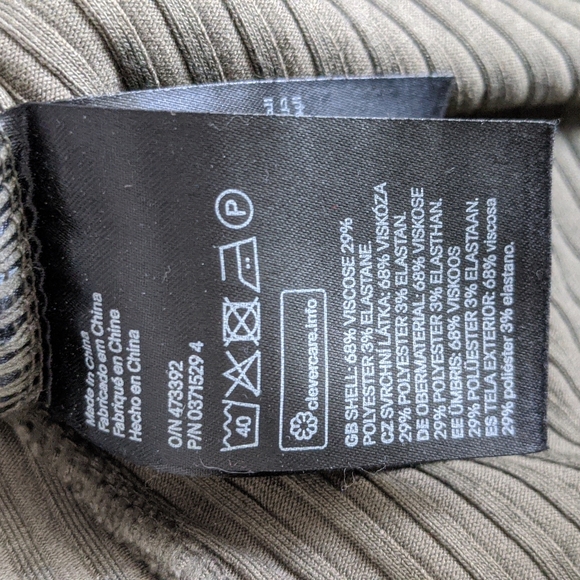 Made in China
Fabricado em China
Fabriqué en Chine
Hecho en China
O/N 473392
P/N 0371529 4
40
P
clevercare.info
GB SHELL: 68% VISCOSE 29%
POLYESTER 3% ELASTANE.
CZ SVRCHNÍ LÁTKA: 68% VISKÓZA
29% POLYESTER 3% ELASTAN.
DE OBERMATERIAL: 68% VISKOSE
29% POLYESTER 3% ELASTHAN.
EE ÜMBRIS: 68% VISKOOS
29% POLÜESTER 3% ELASTAAN.
ES TELA EXTERIOR: 68% viscosa
29% poliéster 3% elastano.